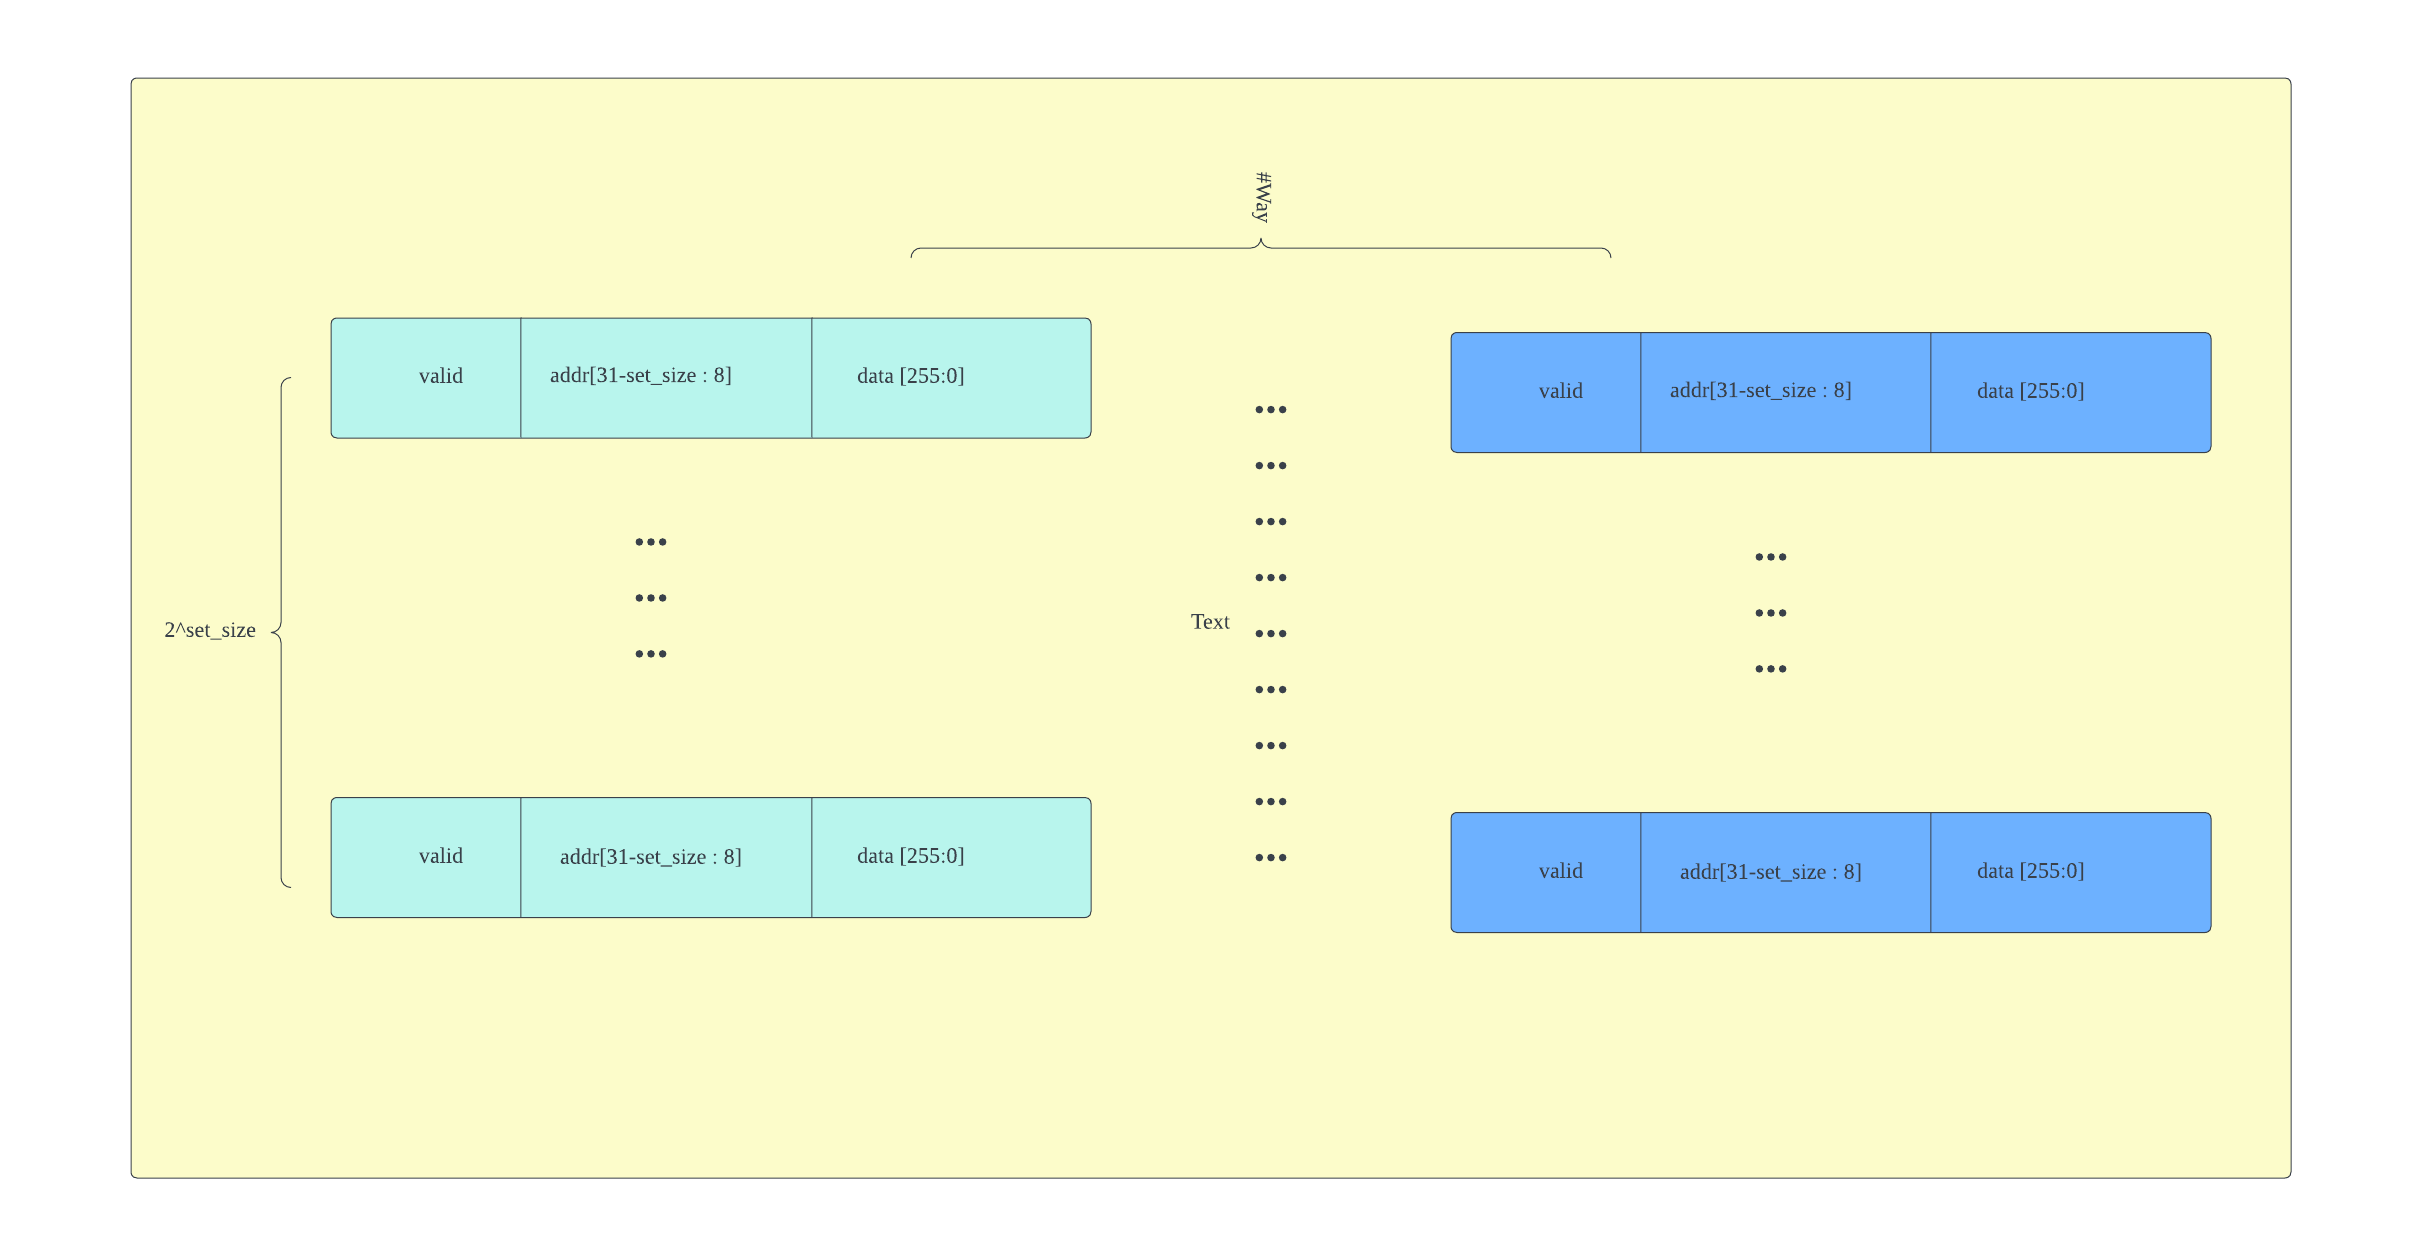 #Way
valid
addr[31-set_size : 8]
data [255:0]
valid
addr[31-set_size : 8]
data [255:0]
2^set_size
Text
valid
addr[31-set_size : 8]
data [255:0]
valid
addr[31-set_size : 8]
data [255:0]